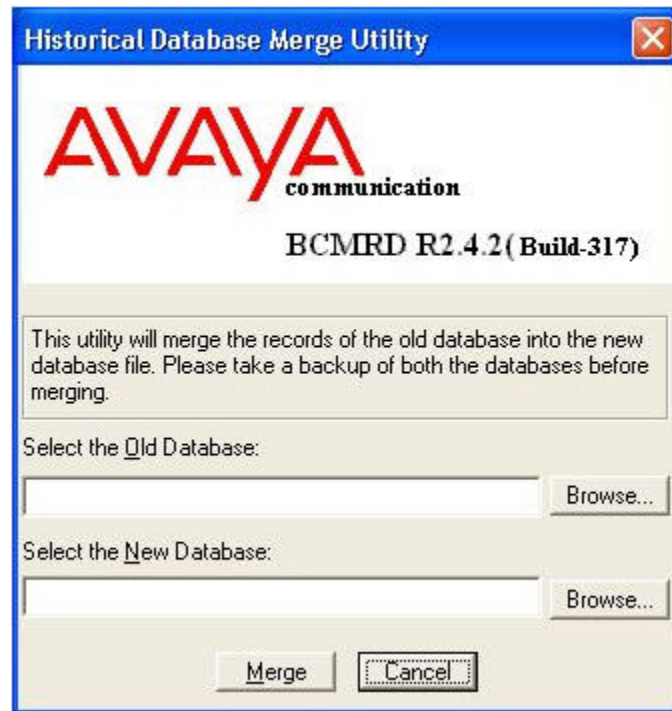 Historical Database Merge Utility
AVAYA
communication
BCMRD R2.4.2(Build-317)
This utility will merge the records of the old database into the new
database file. Please take a backup of both the databases before
merging.
Select the Old Database:
Browse...
Select the New Database:
Browse...
Merge Cancel